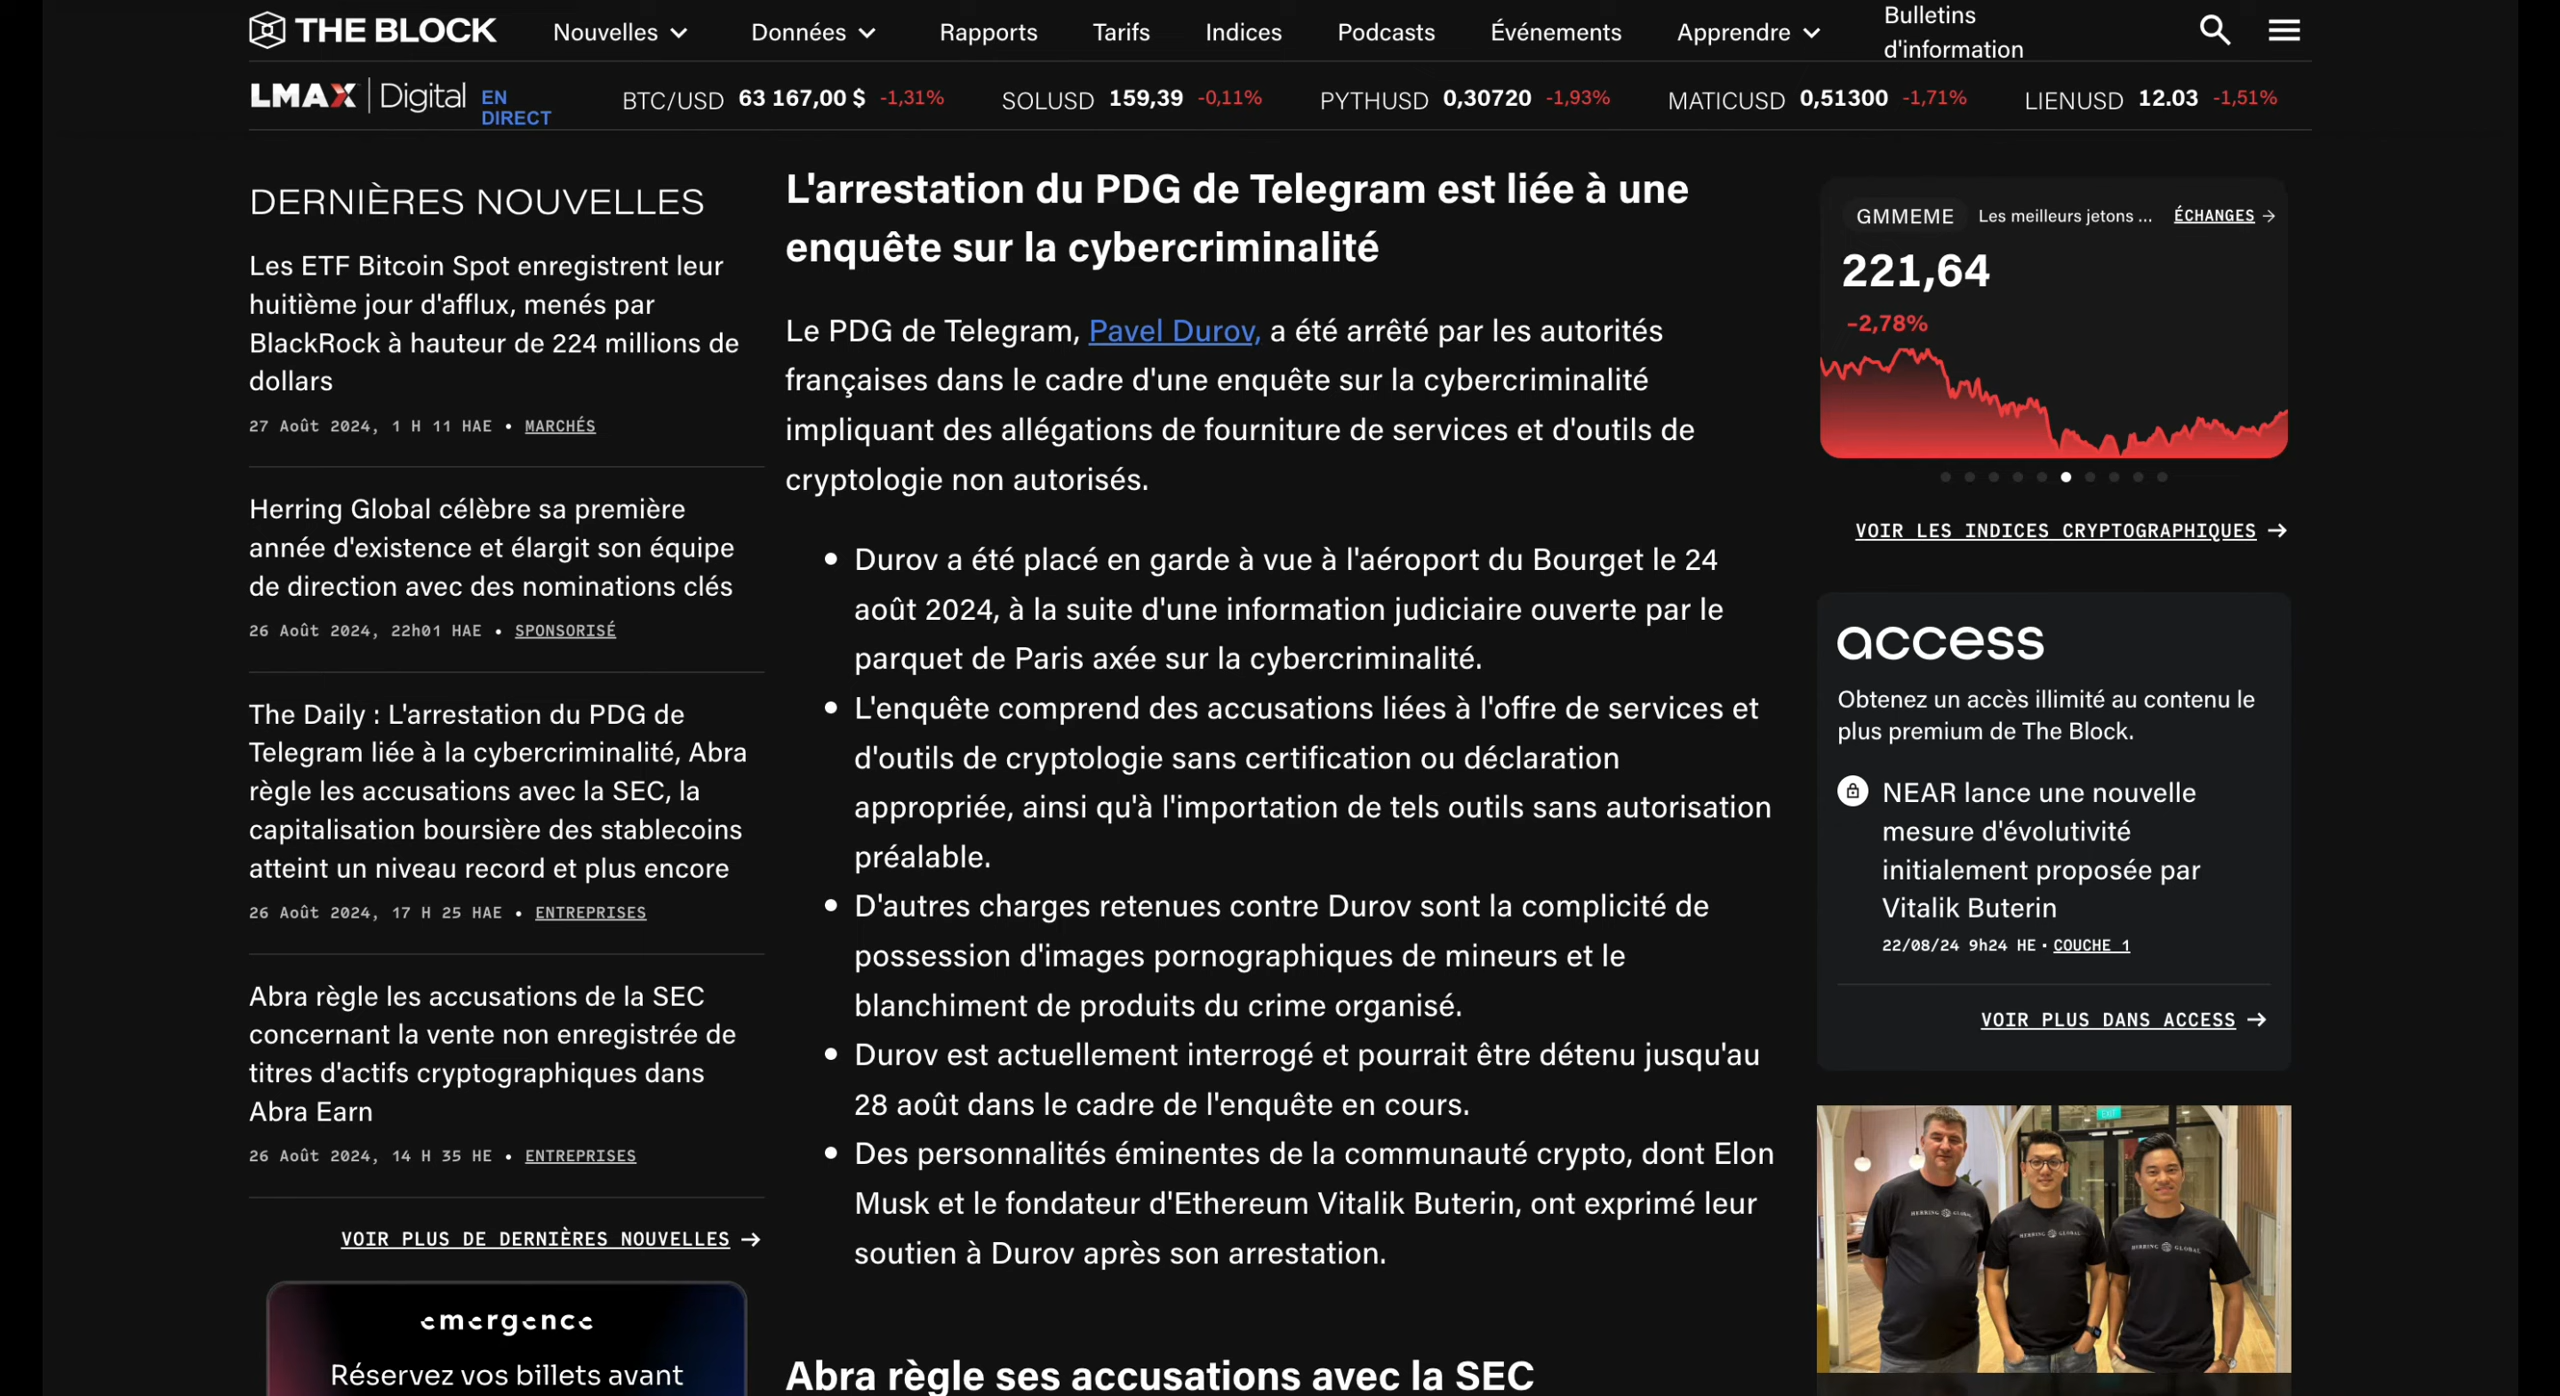 THE BLOCK
Nouvelles
Données
Rapports
Tarifs
Indices
Podcasts
Événements
Apprendre
Bulletins
d'information
LMAX Digital
EN
DIRECT
BTC/USD 63 167,00 $ -1,31%
SOLUSD 159,39 -0,11%
PYTHUSD 0,30720 -1,93%
MATICUSD 0,51300 -1,71%
LIENUSD 12.03 -1,51%
DERNIÈRES NOUVELLES
Les ETF Bitcoin Spot enregistrent leur
huitième jour d'afflux, menés par
BlackRock à hauteur de 224 millions de
dollars
27 Août 2024, 1 H 11 HAE • MARCHÉS
Herring Global célèbre sa première
année d'existence et élargit son équipe
de direction avec des nominations clés
26 Août 2024, 22h01 HAE • SPONSORISÉ
The Daily : L'arrestation du PDG de
Telegram liée à la cybercriminalité, Abra
règle les accusations avec la SEC, la
capitalisation boursière des stablecoins
atteint un niveau record et plus encore
26 Août 2024, 17 H 25 HAE • ENTREPRISES
Abra règle les accusations de la SEC
concernant la vente non enregistrée de
titres d'actifs cryptographiques dans
Abra Earn
26 Août 2024, 14 H 35 HE • ENTREPRISES
VOIR PLUS DE DERNIÈRES NOUVELLES →
emergence
Réservez vos billets avant
L'arrestation du PDG de Telegram est liée à une
enquête sur la cybercriminalité
Le PDG de Telegram, Pavel Durov, a été arrêté par les autorités
françaises dans le cadre d'une enquête sur la cybercriminalité
impliquant des allégations de fourniture de services et d'outils de
cryptologie non autorisés.
• Durov a été placé en garde à vue à l'aéroport du Bourget le 24
août 2024, à la suite d'une information judiciaire ouverte par le
parquet de Paris axée sur la cybercriminalité.
• L'enquête comprend des accusations liées à l'offre de services et
d'outils de cryptologie sans certification ou déclaration
appropriée, ainsi qu'à l'importation de tels outils sans autorisation
préalable.
• D'autres charges retenues contre Durov sont la complicité de
possession d'images pornographiques de mineurs et le
blanchiment de produits du crime organisé.
• Durov est actuellement interrogé et pourrait être détenu jusqu'au
28 août dans le cadre de l'enquête en cours.
• Des personnalités éminentes de la communauté crypto, dont Elon
Musk et le fondateur d'Ethereum Vitalik Buterin, ont exprimé leur
soutien à Durov après son arrestation.
Abra règle ses accusations avec la SEC
GMMEME Les meilleurs jetons ... ÉCHANGES →
221,64
-2,78%
VOIR LES INDICES CRYPTOGRAPHIQUES →
access
Obtenez un accès illimité au contenu le
plus premium de The Block.
NEAR lance une nouvelle
mesure d'évolutivité
initialement proposée par
Vitalik Buterin
22/08/24 9h24 HE • COUCHE 1
VOIR PLUS DANS ACCESS →
EXIT
HERRING GLOBAL
HERRING GLOBAL
HERRING GLOBAL